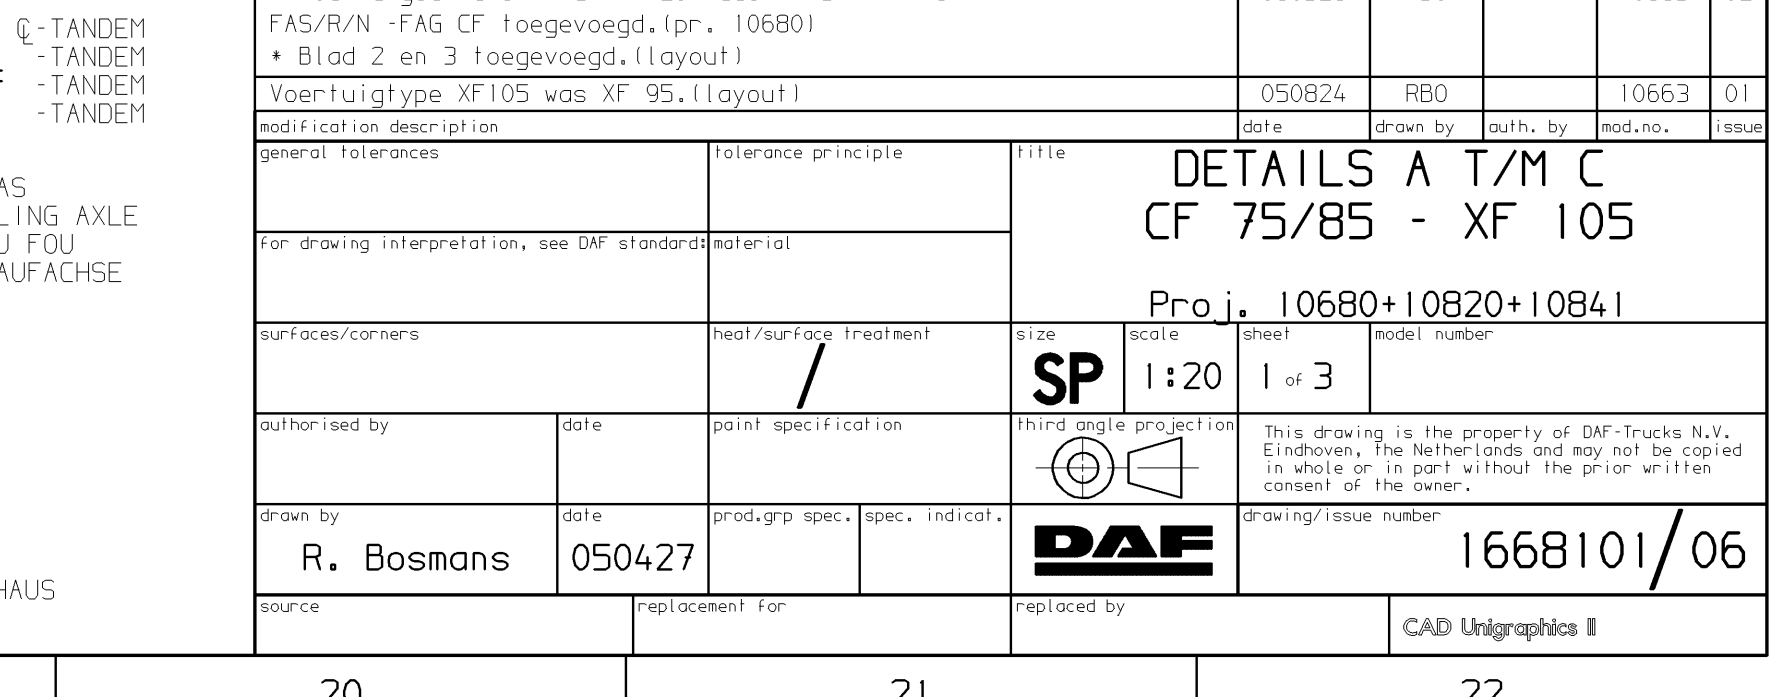 ℄-TANDEM
-TANDEM
-TANDEM
-TANDEM
AS
LING AXLE
U FOU
AUFACHSE
HAUS
FAS/R/N -FAG CF toegevoegd.(pr. 10680)
* Blad 2 en 3 toegevoegd.(layout)
Voertuigtype XF105 was XF 95.(layout) 050824 RBO 10663 01
modification description date drawn by auth. by mod.no. issue
general tolerances tolerance principle title
DETAILS A T/M C
CF 75/85 - XF 105
Proj. 10680+10820+10841
for drawing interpretation, see DAF standard: material
surfaces/corners heat/surface treatment size scale sheet model number
/ SP 1:20 1 of 3
authorised by date paint specification third angle projection
This drawing is the property of DAF-Trucks N.V.
Eindhoven, the Netherlands and may not be copied
in whole or in part without the prior written
consent of the owner.
drawn by date prod.grp spec. spec. indicat. drawing/issue number
R. Bosmans 050427 DAF 1668101/06
source replacement for replaced by
CAD Unigraphics II
20 21 22